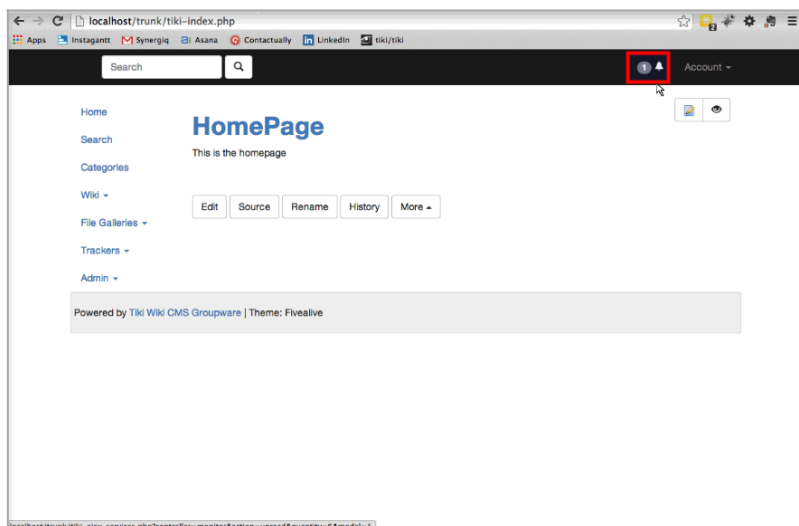 localhost/trunk/tiki-index.php
2
Apps Instagantt Synergiq Asana Contactually LinkedIn tiki/tiki
Search 1 Account
Home
HomePage
Search
This is the homepage
Categories
Wiki
Edit Source Rename History More
File Galleries
Trackers
Admin
Powered by Tiki Wiki CMS Groupware | Theme: Fivealive